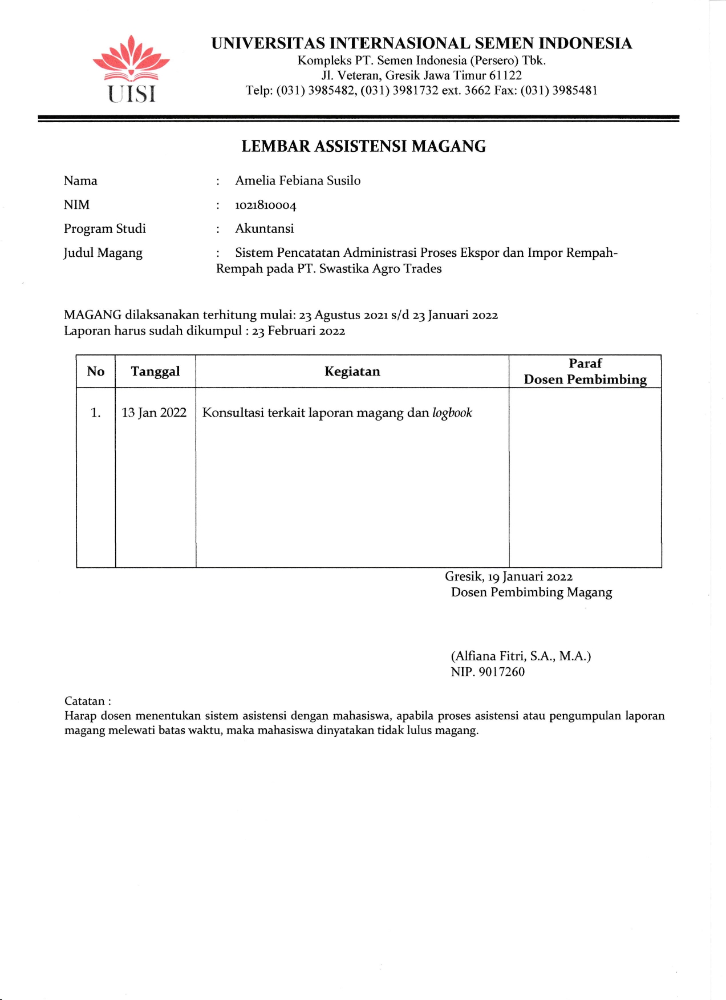 UISI
UNIVERSITAS INTERNASIONAL SEMEN INDONESIA
Kompleks PT. Semen Indonesia (Persero) Tbk.
Jl. Veteran, Gresik Jawa Timur 61122
Telp: (031) 3985482, (031) 3981732 ext. 3662 Fax: (031) 3985481
LEMBAR ASSISTENSI MAGANG
Nama : Amelia Febiana Susilo
NIM : 1021810004
Program Studi : Akuntansi
Judul Magang : Sistem Pencatatan Administrasi Proses Ekspor dan Impor Rempah-
Rempah pada PT. Swastika Agro Trades
MAGANG dilaksanakan terhitung mulai: 23 Agustus 2021 s/d 23 Januari 2022
Laporan harus sudah dikumpul : 23 Februari 2022
No Tanggal Kegiatan Paraf
Dosen Pembimbing
1. 13 Jan 2022 Konsultasi terkait laporan magang dan logbook
Gresik, 19 Januari 2022
Dosen Pembimbing Magang
(Alfiana Fitri, S.A., M.A.)
NIP. 9017260
Catatan :
Harap dosen menentukan sistem asistensi dengan mahasiswa, apabila proses asistensi atau pengumpulan laporan
magang melewati batas waktu, maka mahasiswa dinyatakan tidak lulus magang.